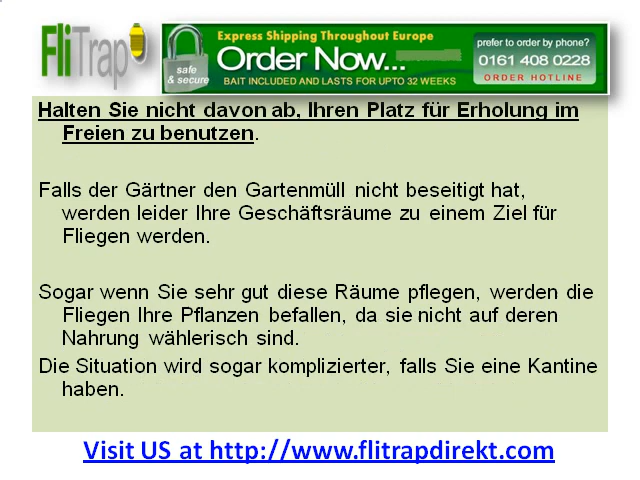 FliTrap
safe & secure
Express Shipping Throughout Europe
Order Now...
BAIT INCLUDED AND LASTS FOR UPTO 32 WEEKS
prefer to order by phone?
0161 408 0228
ORDER HOTLINE
Halten Sie nicht davon ab, Ihren Platz für Erholung im
Freien zu benutzen.
Falls der Gärtner den Gartenmüll nicht beseitigt hat,
werden leider Ihre Geschäftsräume zu einem Ziel für
Fliegen werden.
Sogar wenn Sie sehr gut diese Räume pflegen, werden die
Fliegen Ihre Pflanzen befallen, da sie nicht auf deren
Nahrung wählerisch sind.
Die Situation wird sogar komplizierter, falls Sie eine Kantine
haben.
Visit US at http://www.flitrapdirekt.com